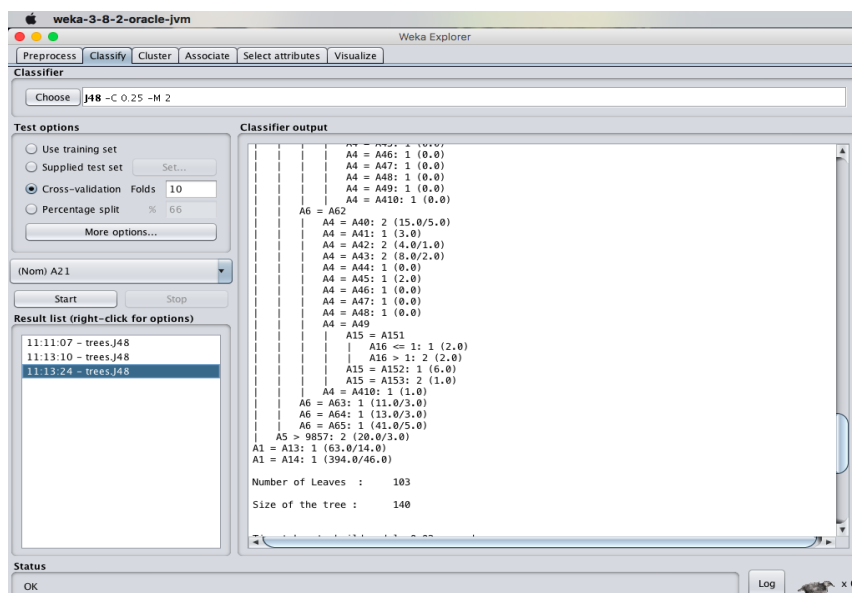 weka-3-8-2-oracle-jvm
Weka Explorer
Preprocess Classify Cluster Associate Select attributes Visualize
Classifier
Choose J48 -C 0.25 -M 2
Test options
Use training set
Supplied test set Set...
Cross-validation Folds 10
Percentage split % 66
More options...
(Nom) A21
Start Stop
Result list (right-click for options)
11:11:07 - trees.J48
11:13:10 - trees.J48
11:13:24 - trees.J48
Classifier output
| | | | A4 = A46: 1 (0.0)
| | | | A4 = A47: 1 (0.0)
| | | | A4 = A48: 1 (0.0)
| | | | A4 = A49: 1 (0.0)
| | | | A4 = A410: 1 (0.0)
| | A6 = A62
| | | A4 = A40: 2 (15.0/5.0)
| | | A4 = A41: 1 (3.0)
| | | A4 = A42: 2 (4.0/1.0)
| | | A4 = A43: 2 (8.0/2.0)
| | | A4 = A44: 1 (0.0)
| | | A4 = A45: 1 (2.0)
| | | A4 = A46: 1 (0.0)
| | | A4 = A47: 1 (0.0)
| | | A4 = A48: 1 (0.0)
| | | A4 = A49
| | | | A15 = A151
| | | | | A16 <= 1: 1 (2.0)
| | | | | A16 > 1: 2 (2.0)
| | | | A15 = A152: 1 (6.0)
| | | | A15 = A153: 2 (1.0)
| | | A4 = A410: 1 (1.0)
| | A6 = A63: 1 (11.0/3.0)
| | A6 = A64: 1 (13.0/3.0)
| | A6 = A65: 1 (41.0/5.0)
| A5 > 9857: 2 (20.0/3.0)
A1 = A13: 1 (63.0/14.0)
A1 = A14: 1 (394.0/46.0)
Number of Leaves : 103
Size of the tree : 140
Status
OK
Log
x